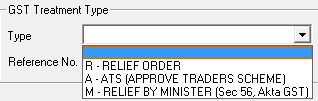 GST Treatment Type
Type
Reference No.
R - RELIEF ORDER
A - ATS (APPROVE TRADERS SCHEME)
M - RELIEF BY MINISTER (Sec 56, Akta GST)